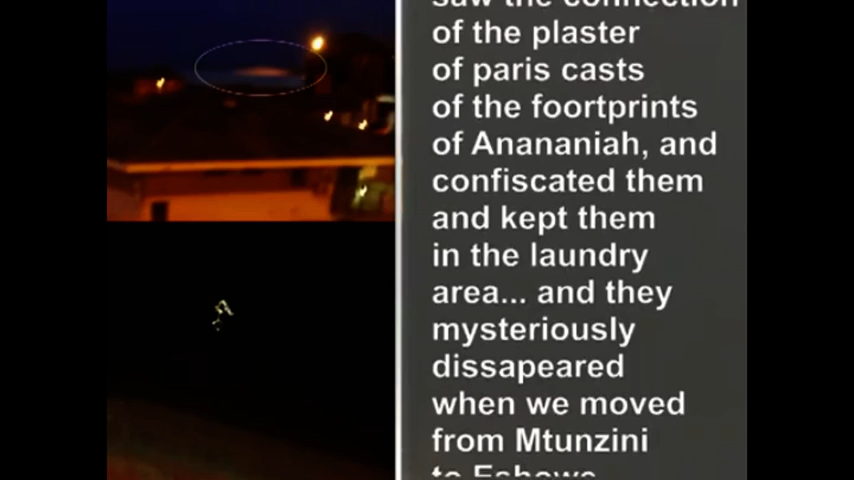 saw the connection
of the plaster
of paris casts
of the foortprints
of Anananiah, and
confiscated them
and kept them
in the laundry
area... and they
mysteriously
dissapeared
when we moved
from Mtunzini
to Eshowe